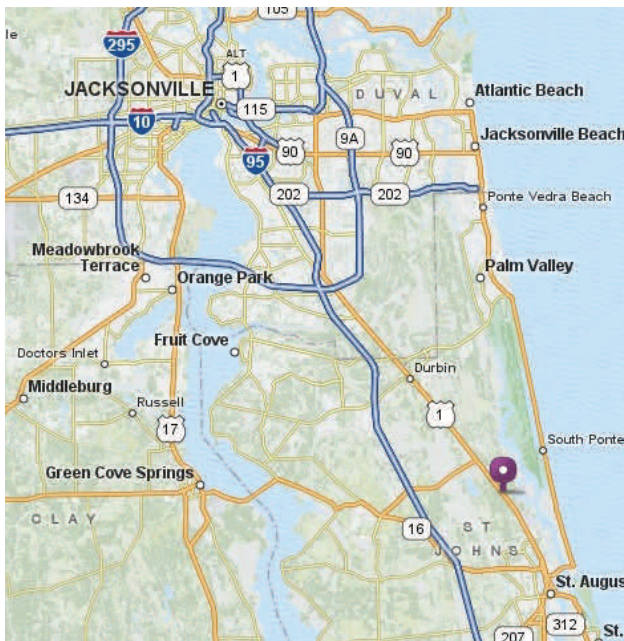 105
295
ALT
1
JACKSONVILLE
115
DUVAL
Atlantic Beach
10
9A
Jacksonville Beach
90
90
95
134
202
202
Ponte Vedra Beach
Meadowbrook
Terrace
Orange Park
Palm Valley
Fruit Cove
Doctors Inlet
Durbin
Middleburg
Russell
1
17
South Ponte
Green Cove Springs
CLAY
16
ST
JOHNS
St. Augus
312
207
St.